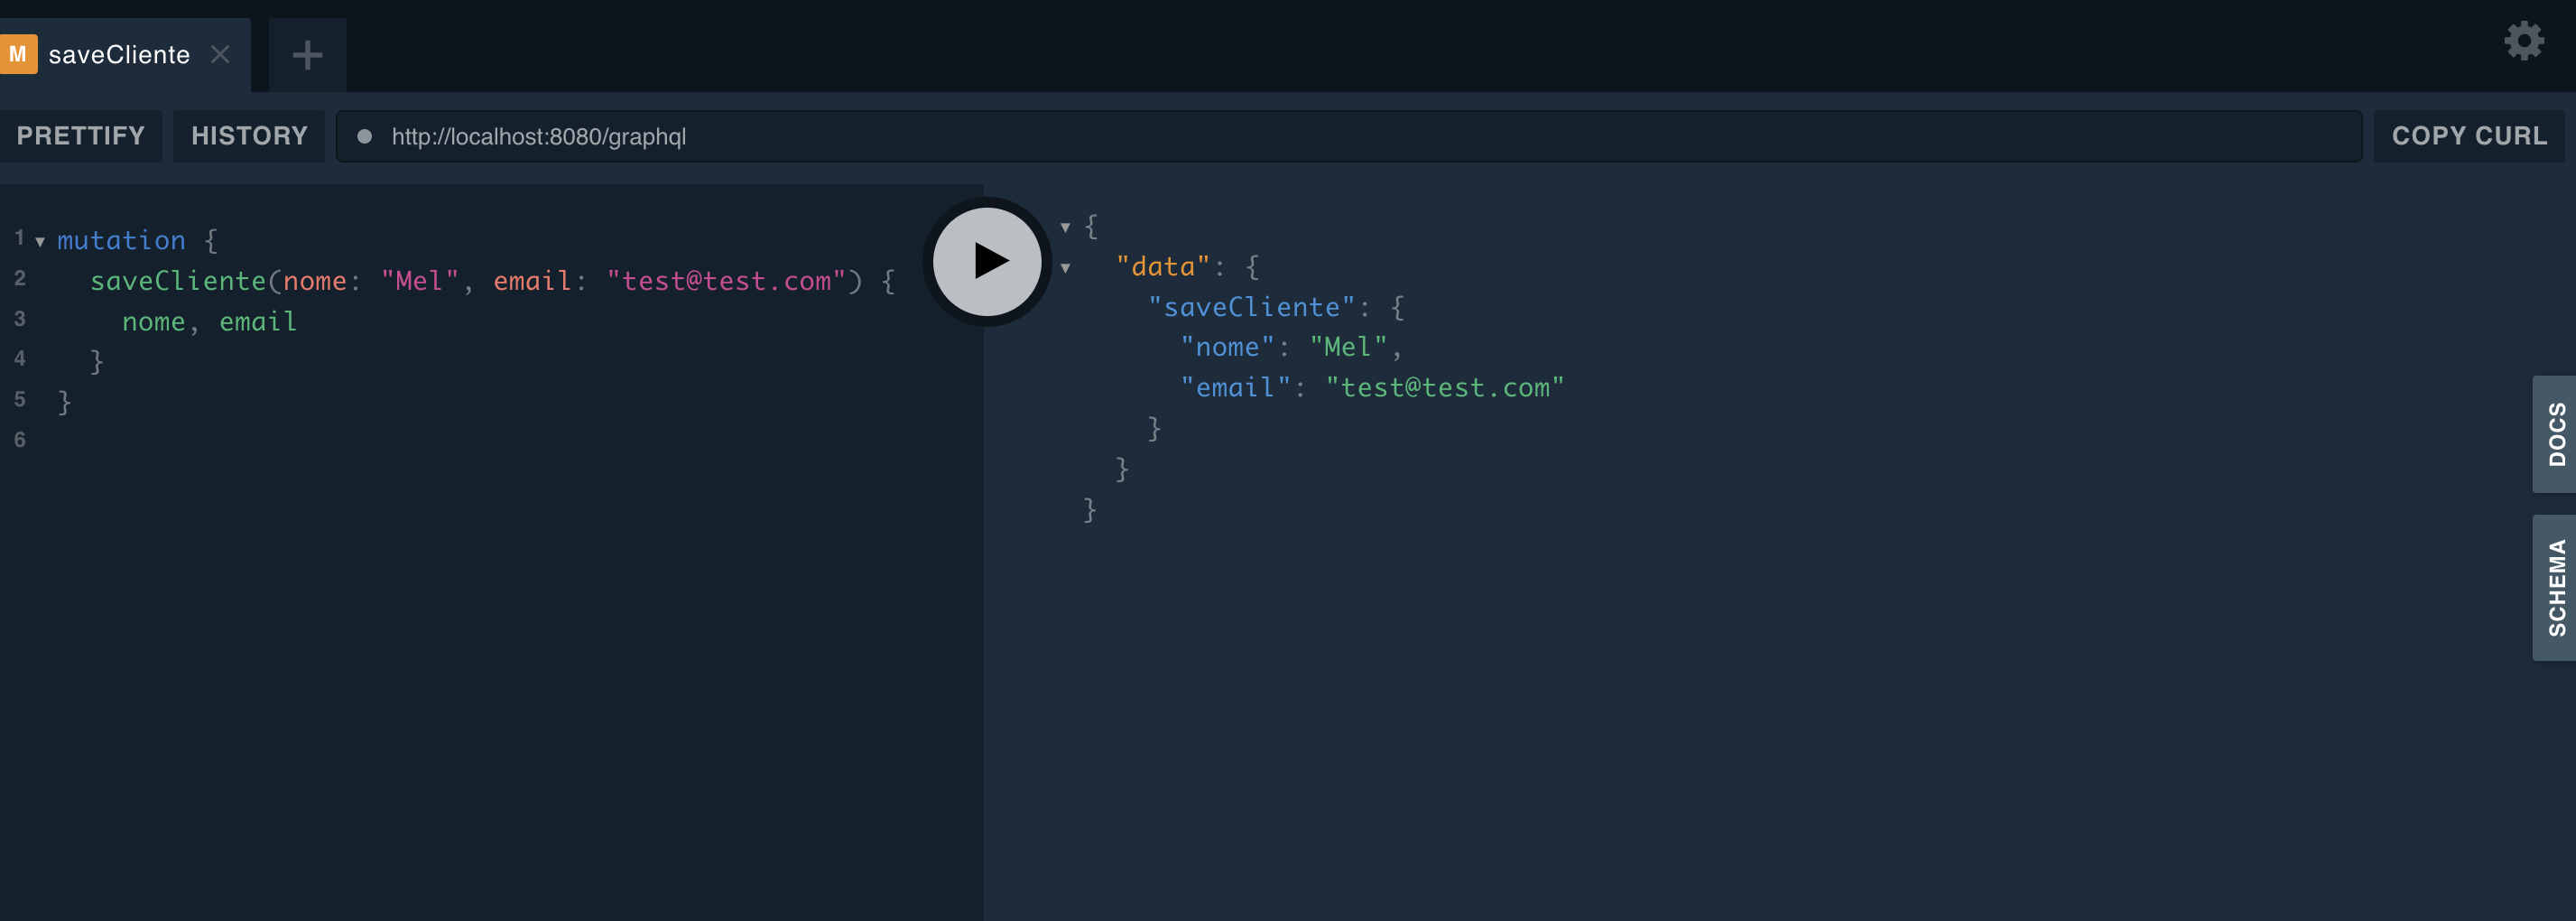 M saveCliente
PRETTIFY HISTORY http://localhost:8080/graphql COPY CURL
1 mutation {
2 saveCliente(nome: "Mel", email: "test@test.com") {
3 nome, email
4 }
5 }
6
{
"data": {
"saveCliente": {
"nome": "Mel",
"email": "test@test.com"
}
}
}
DOCS
SCHEMA